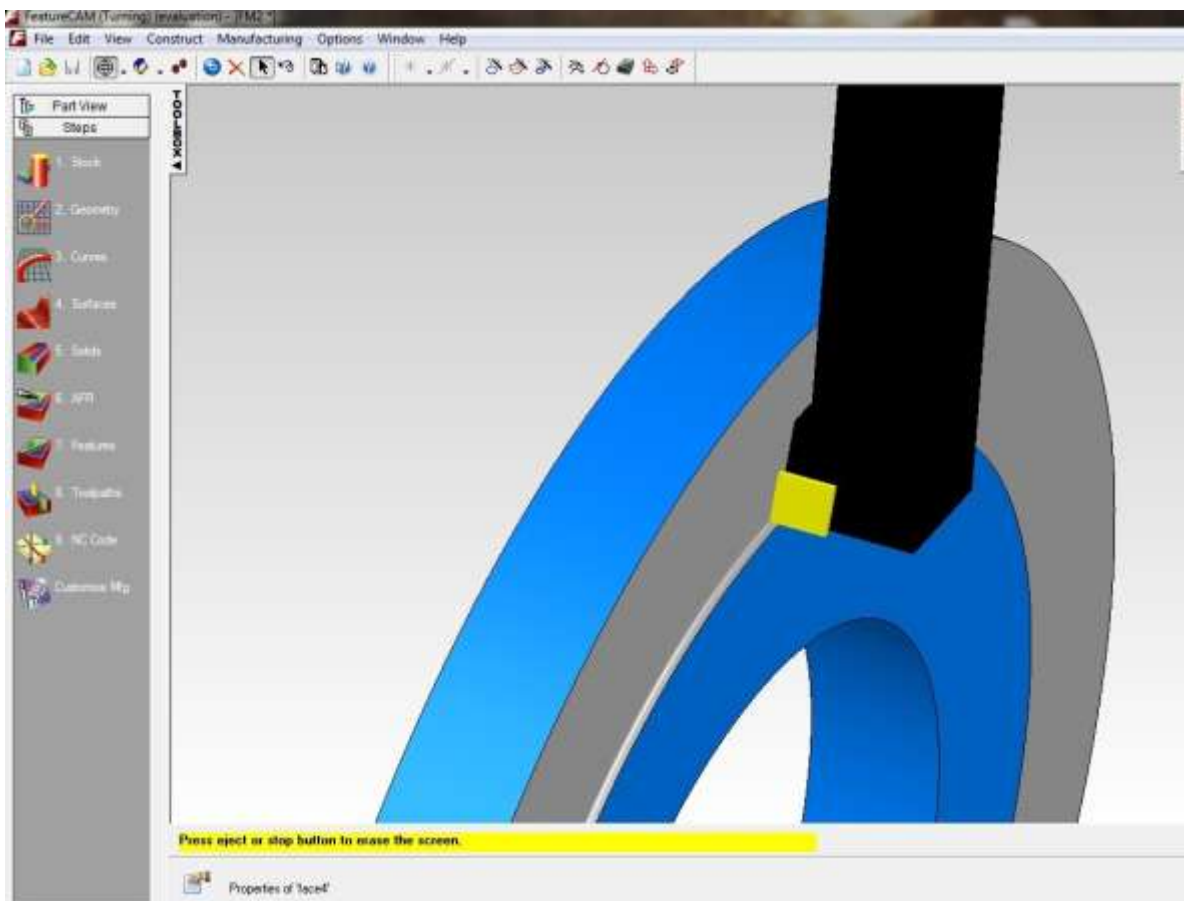 FeatureCAM (Turning) (evaluation) - [FM2 *]
File Edit View Construct Manufacturing Options Window Help
Part View
Steps
TOOLBOX
1. Stock
2. Geometry
3. Curves
4. Surfaces
5. Solids
6. AFR
7. Features
8. Toolpaths
9. NC Code
Customize Mfg
Press eject or stop button to erase the screen.
Properties of 'face4'